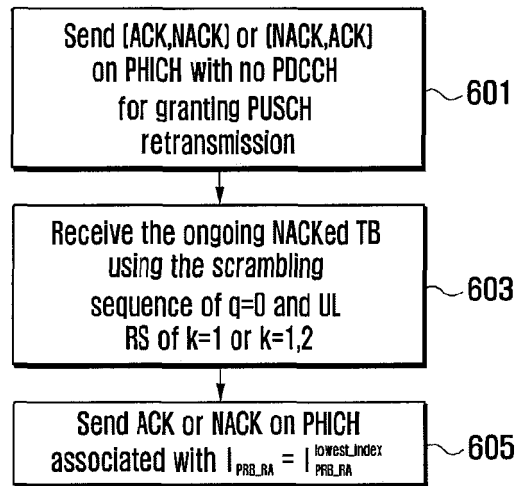 Send (ACK,NACK) or (NACK,ACK)
on PHICH with no PDCCH
for granting PUSCH
retransmission
601
Receive the ongoing NACKed TB
using the scrambling
sequence of q=0 and UL
RS of k=1 or k=1,2
603
Send ACK or NACK on PHICH
associated with I_PRB_RA = I_PRB_RA^lowest_index
605